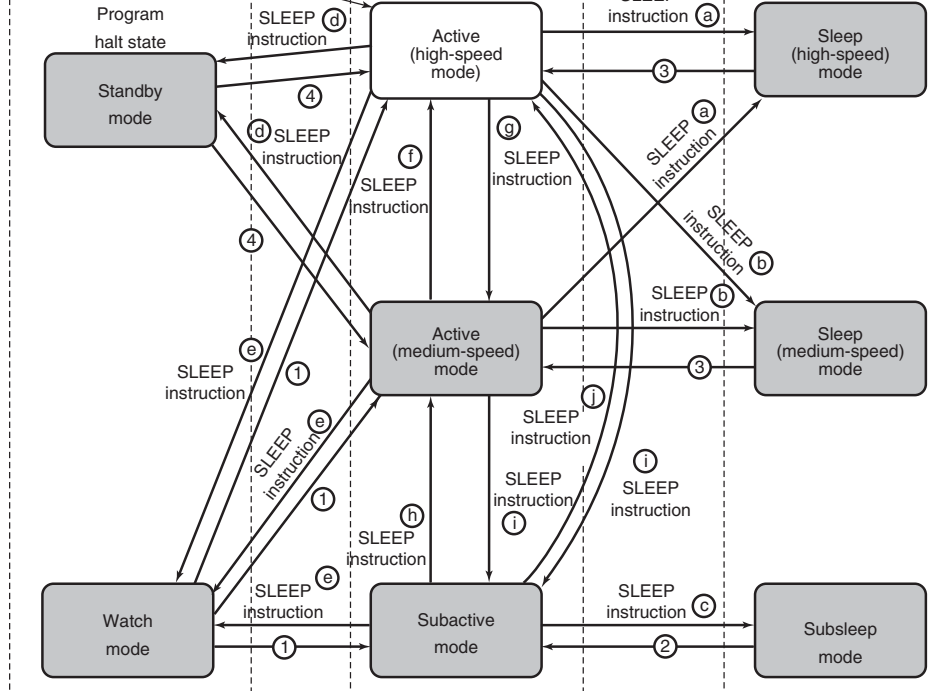 SLEEP
instruction a
Program
halt state
SLEEP d
instruction
Active
(high-speed
mode)
Sleep
(high-speed)
mode
3
Standby
mode
4
d SLEEP
instruction
f
SLEEP
instruction
g
SLEEP
instruction
SLEEP a
instruction
SLEEP b
instruction
4
SLEEP b
instruction
Active
(medium-speed)
mode
Sleep
(medium-speed)
mode
3
e
SLEEP
instruction
1
SLEEP e
instruction
1
j
SLEEP
instruction
i
SLEEP
instruction
SLEEP
instruction
i
h
SLEEP
instruction
SLEEP e
instruction
SLEEP
instruction c
Watch
mode
1
Subactive
mode
2
Subsleep
mode